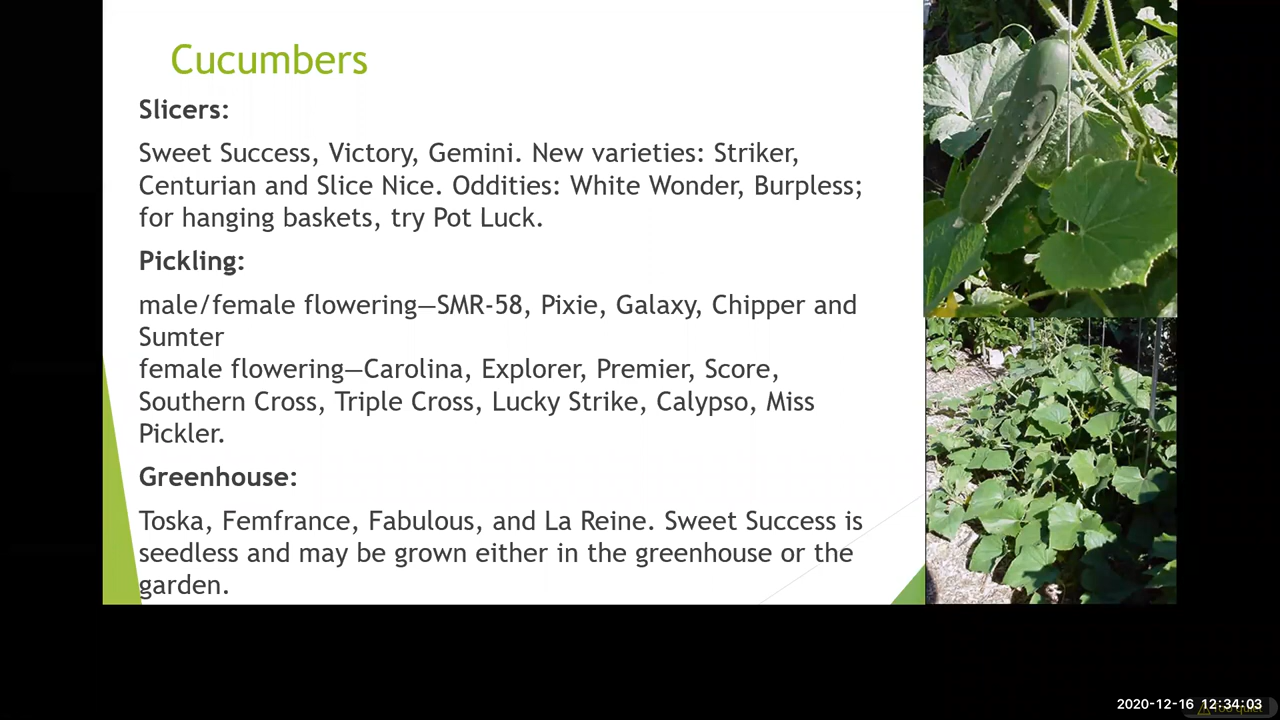 Cucumbers
Slicers:
Sweet Success, Victory, Gemini. New varieties: Striker,
Centurian and Slice Nice. Oddities: White Wonder, Burpless;
for hanging baskets, try Pot Luck.
Pickling:
male/female flowering—SMR-58, Pixie, Galaxy, Chipper and
Sumter
female flowering—Carolina, Explorer, Premier, Score,
Southern Cross, Triple Cross, Lucky Strike, Calypso, Miss
Pickler.
Greenhouse:
Toska, Femfrance, Fabulous, and La Reine. Sweet Success is
seedless and may be grown either in the greenhouse or the
garden.
2020-12-16 12:34:03